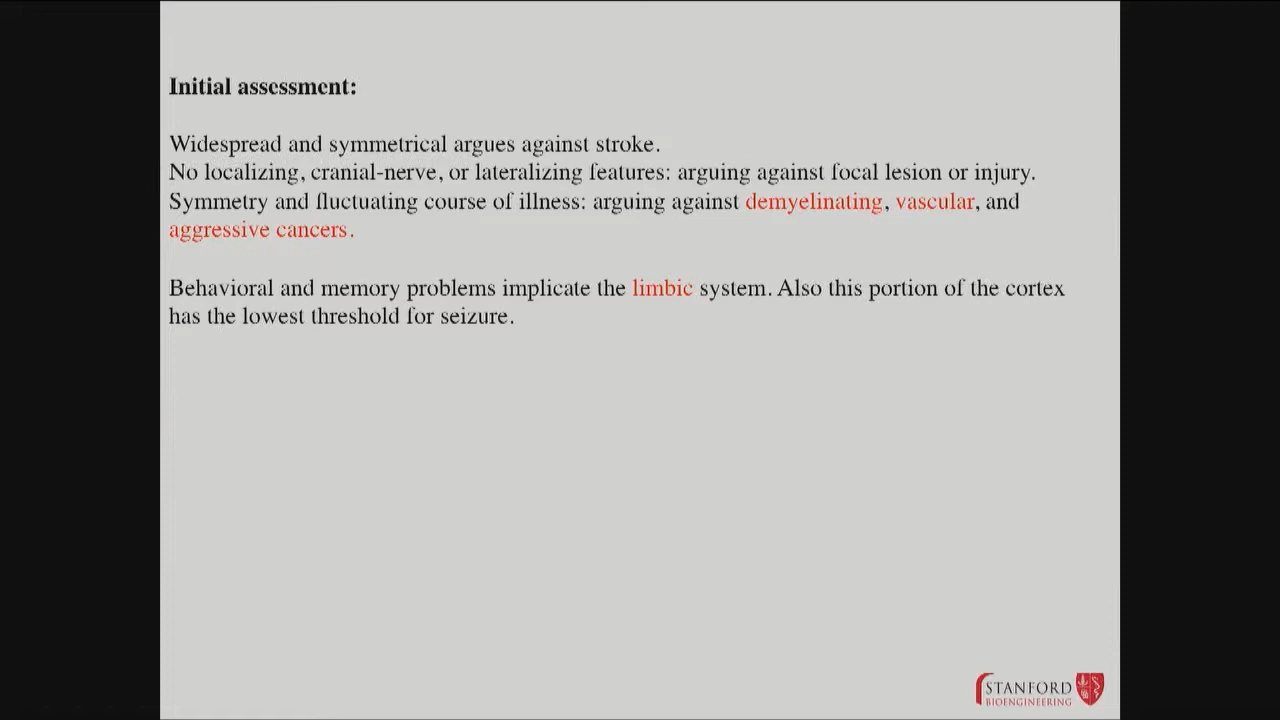 Initial assessment:
Widespread and symmetrical argues against stroke.
No localizing, cranial-nerve, or lateralizing features: arguing against focal lesion or injury.
Symmetry and fluctuating course of illness: arguing against demyelinating, vascular, and
aggressive cancers.
Behavioral and memory problems implicate the limbic system. Also this portion of the cortex
has the lowest threshold for seizure.
STANFORD
BIOENGINEERING